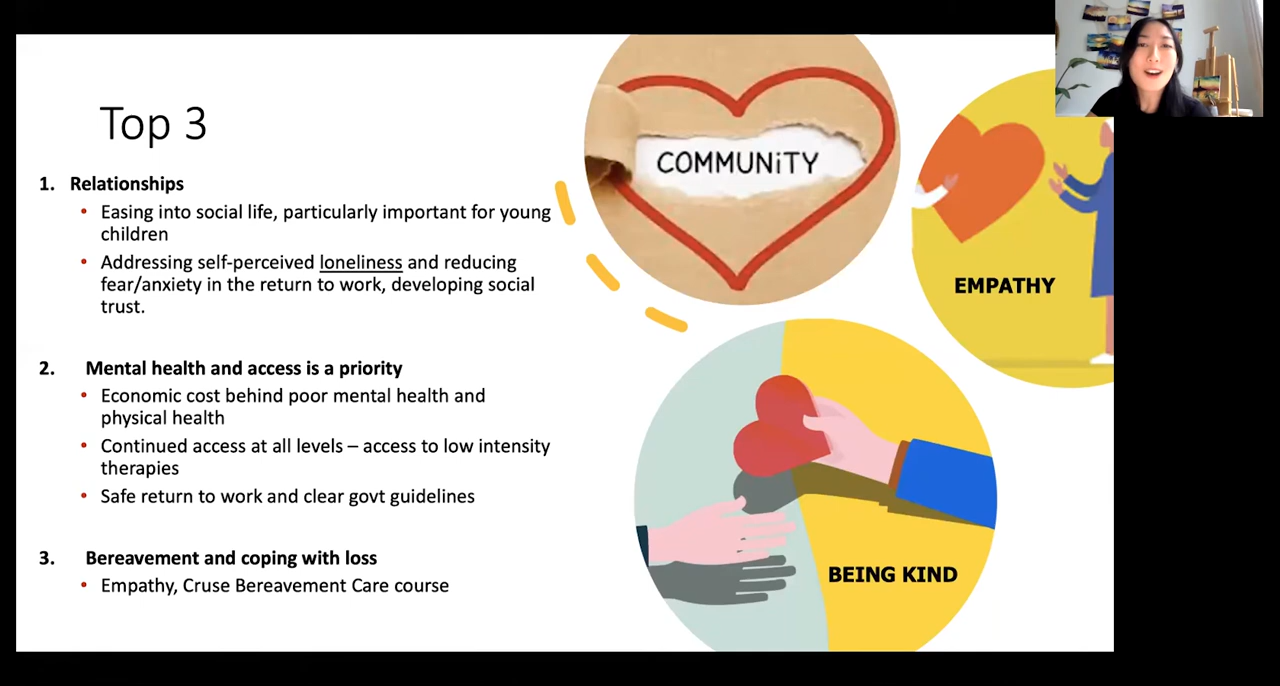 Top 3
1. Relationships
• Easing into social life, particularly important for young
children
• Addressing self-perceived loneliness and reducing
fear/anxiety in the return to work, developing social
trust.
2. Mental health and access is a priority
• Economic cost behind poor mental health and
physical health
• Continued access at all levels – access to low intensity
therapies
• Safe return to work and clear govt guidelines
3. Bereavement and coping with loss
• Empathy, Cruse Bereavement Care course
COMMUNiTY
EMPATHY
BEING KIND